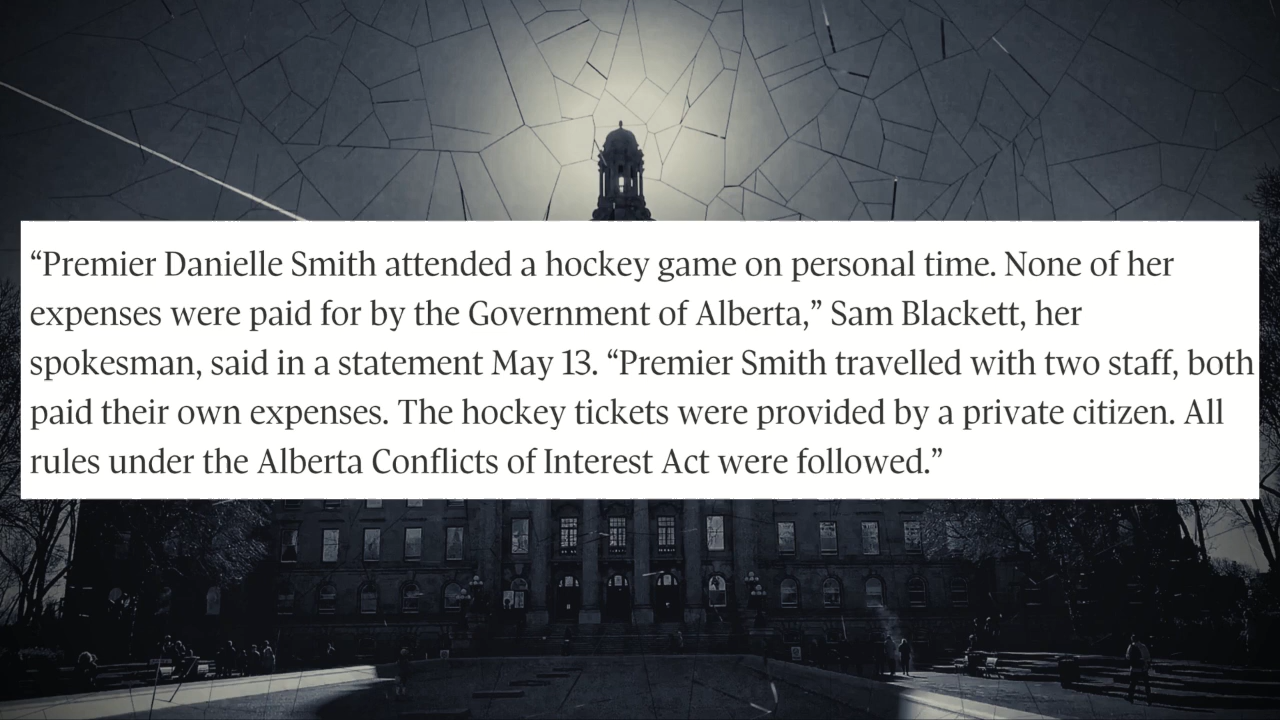 “Premier Danielle Smith attended a hockey game on personal time. None of her
expenses were paid for by the Government of Alberta,” Sam Blackett, her
spokesman, said in a statement May 13. “Premier Smith travelled with two staff, both
paid their own expenses. The hockey tickets were provided by a private citizen. All
rules under the Alberta Conflicts of Interest Act were followed.”